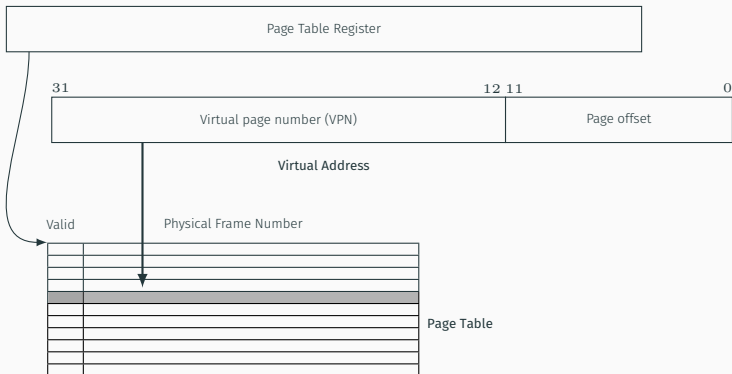 Page Table Register
31 12 11 0
Virtual page number (VPN) Page offset
Virtual Address
Valid Physical Frame Number
Page Table